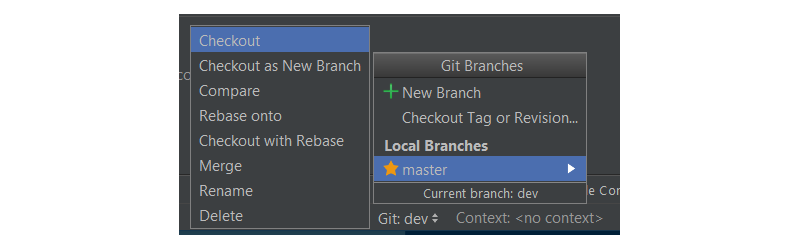 Checkout
Checkout as New Branch
Compare
Rebase onto
Checkout with Rebase
Merge
Rename
Delete
Git Branches
New Branch
Checkout Tag or Revision...
Local Branches
master
Current branch: dev
Git: dev
Context: <no context>